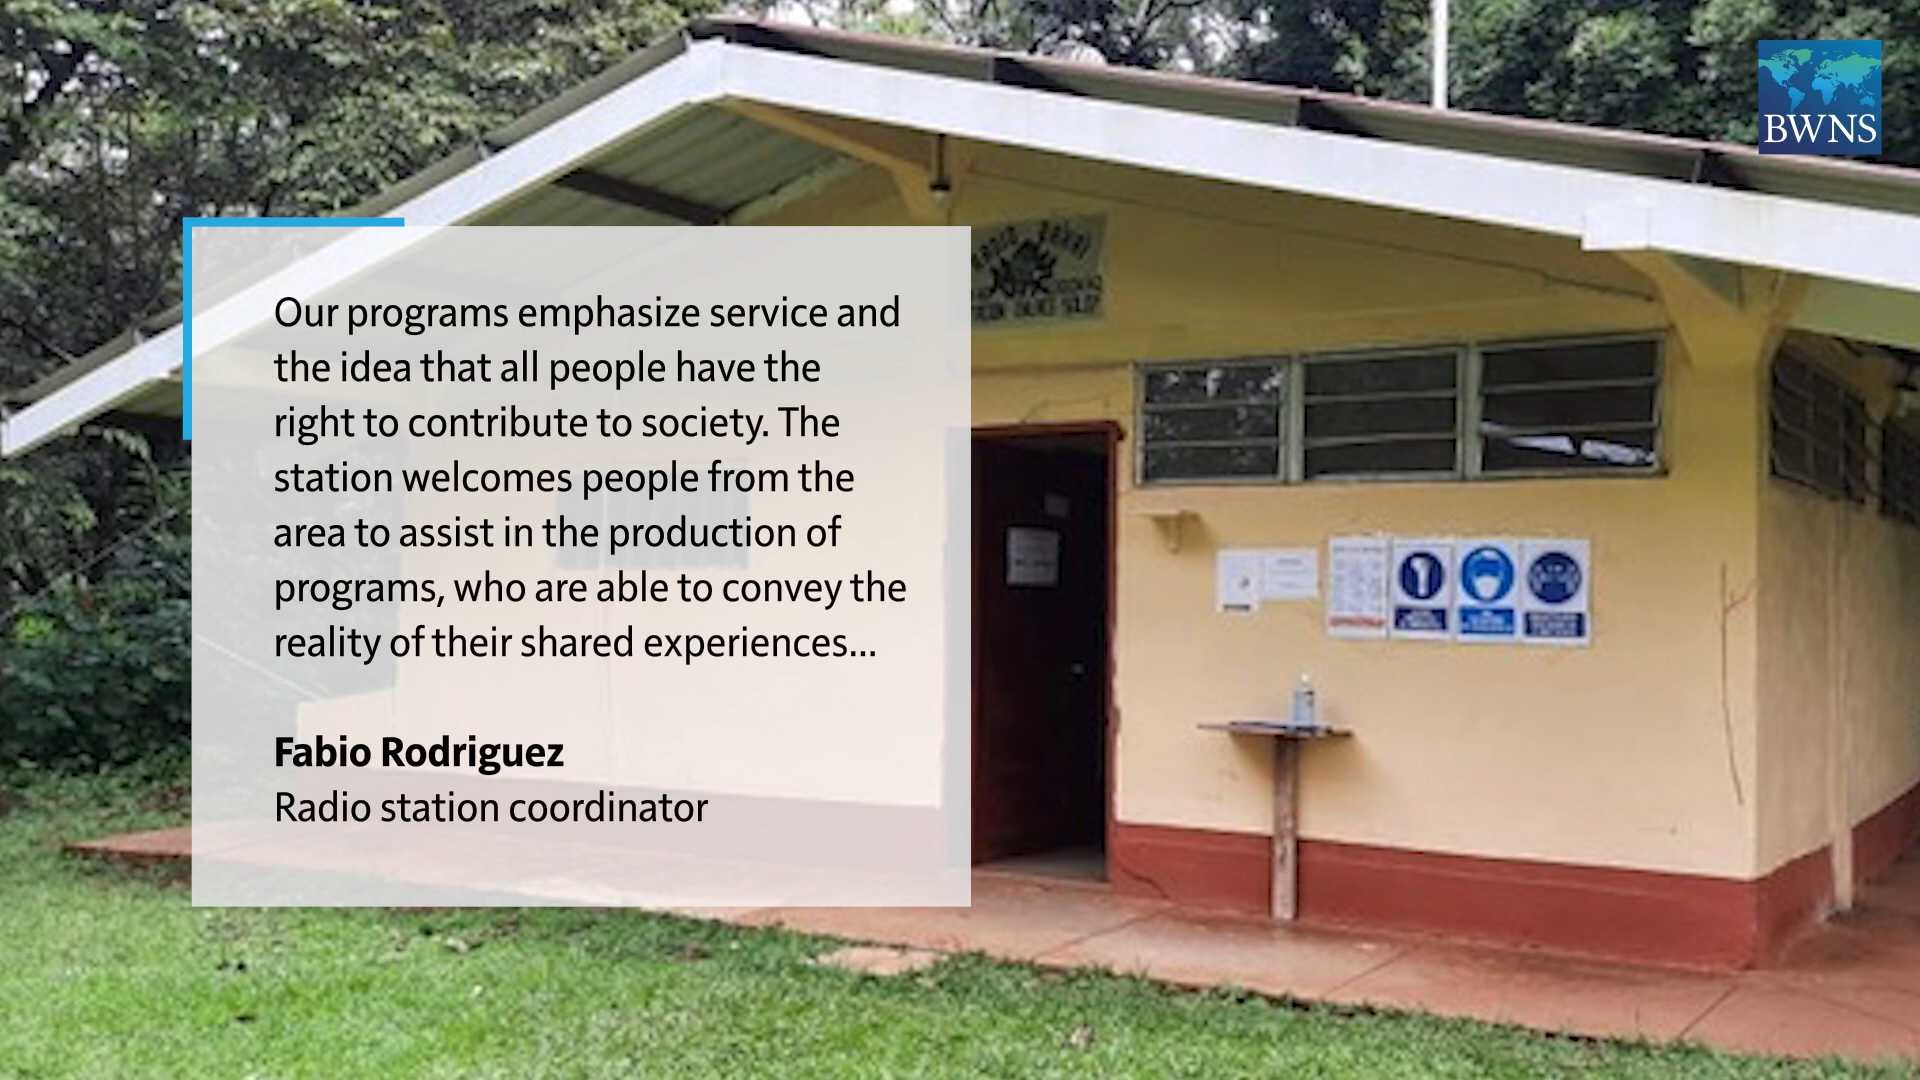 BWNS
Our programs emphasize service and
the idea that all people have the
right to contribute to society. The
station welcomes people from the
area to assist in the production of
programs, who are able to convey the
reality of their shared experiences...
Fabio Rodriguez
Radio station coordinator